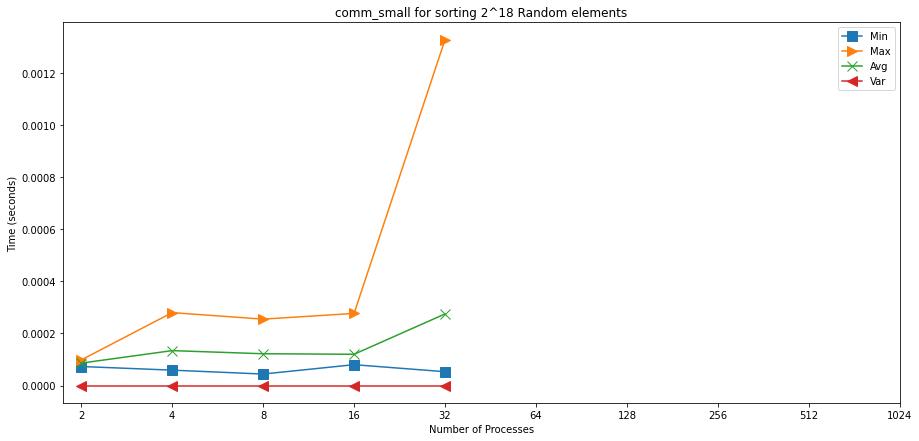 comm_small for sorting 2^18 Random elements
Min
Max
Avg
Var
Time (seconds)
0.0012
0.0010
0.0008
0.0006
0.0004
0.0002
0.0000
2 4 8 16 32 64 128 256 512 1024
Number of Processes